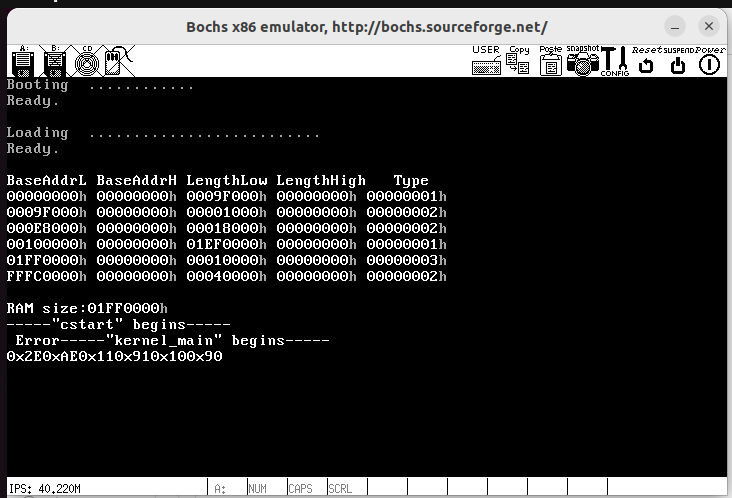 Bochs x86 emulator, http://bochs.sourceforge.net/
A: B: CD USER Copy Paste snapshot CONFIG Reset SUSPEND Power
Booting ............
Ready.
Loading ..........................
Ready.
BaseAddrL BaseAddrH LengthLow LengthHigh Type
00000000h 00000000h 0009F000h 00000000h 00000001h
0009F000h 00000000h 00001000h 00000000h 00000002h
000E8000h 00000000h 00018000h 00000000h 00000002h
00100000h 00000000h 01EF0000h 00000000h 00000001h
01FF0000h 00000000h 00010000h 00000000h 00000003h
FFFC0000h 00000000h 00040000h 00000000h 00000002h
RAM size:01FF0000h
-----"cstart" begins-----
Error-----"kernel_main" begins-----
0x2E0xAE0x110x910x100x90
IPS: 40.220M A: NUM CAPS SCRL